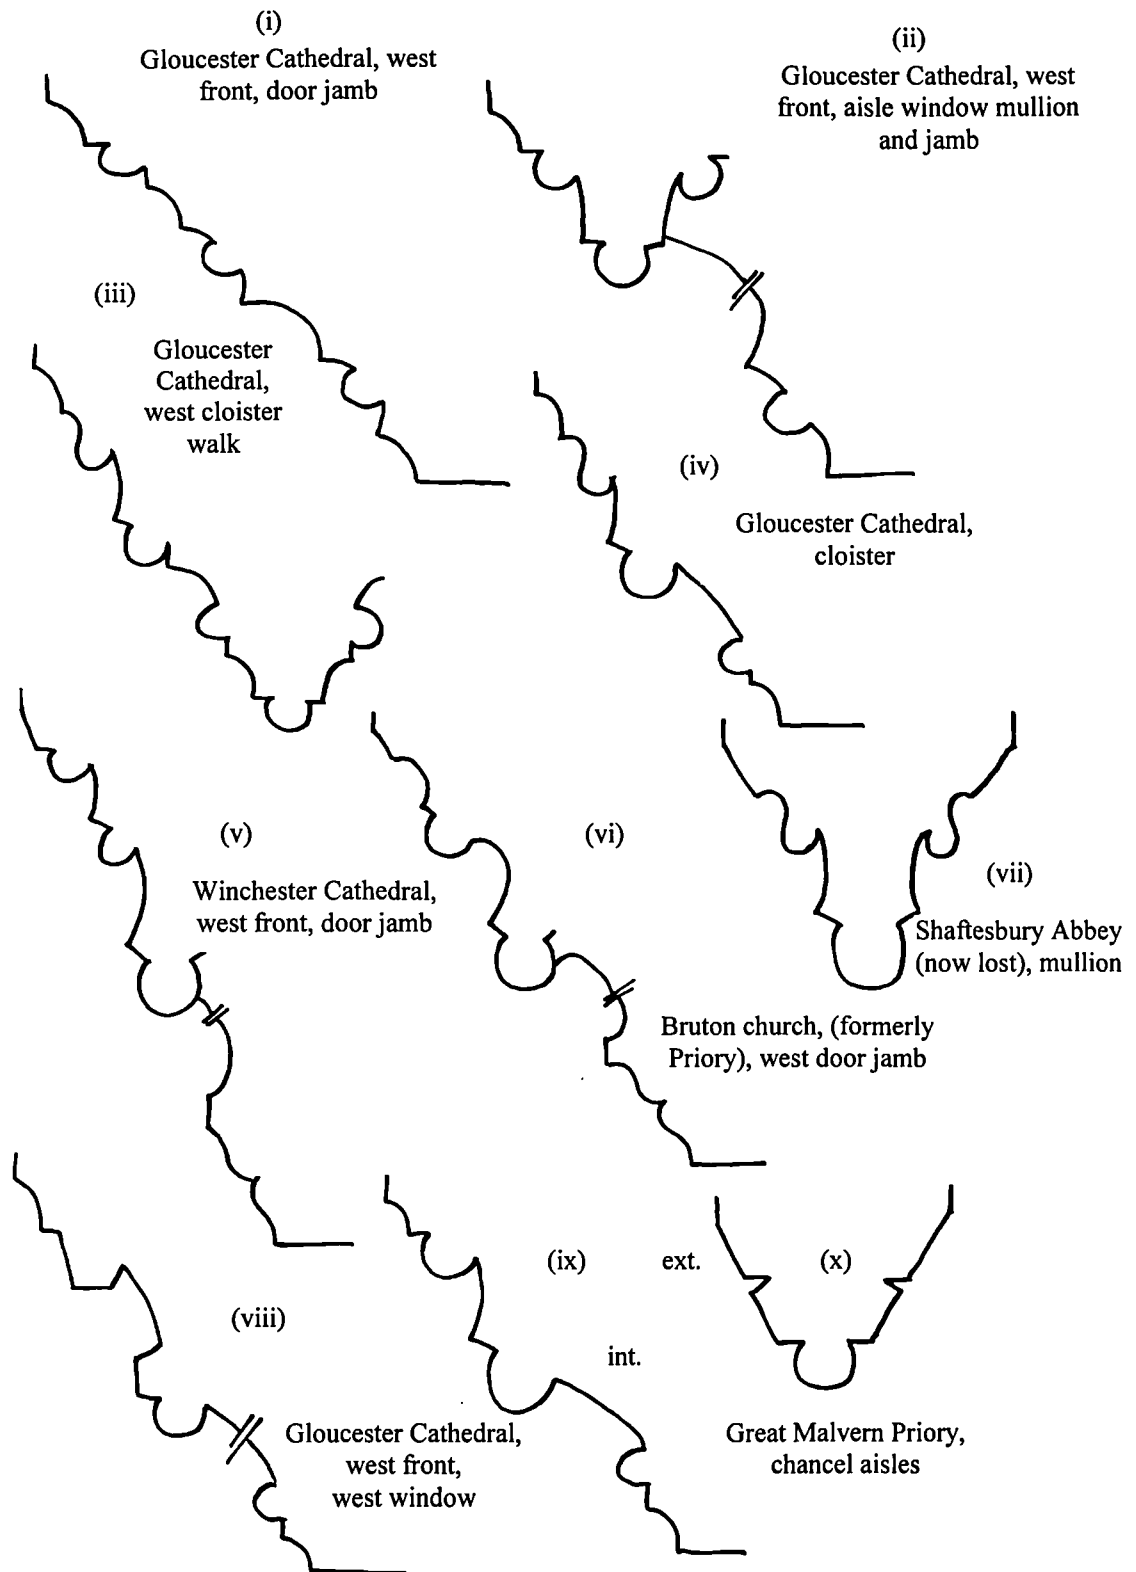 (i)
Gloucester Cathedral, west
front, door jamb
(ii)
Gloucester Cathedral, west
front, aisle window mullion
and jamb
(iii)
Gloucester
Cathedral,
west cloister
walk
(iv)
Gloucester Cathedral,
cloister
(v)
Winchester Cathedral,
west front, door jamb
(vi)
Bruton church, (formerly
Priory), west door jamb
(vii)
Shaftesbury Abbey
(now lost), mullion
(viii)
Gloucester Cathedral,
west front,
west window
(ix)
ext.
int.
(x)
Great Malvern Priory,
chancel aisles